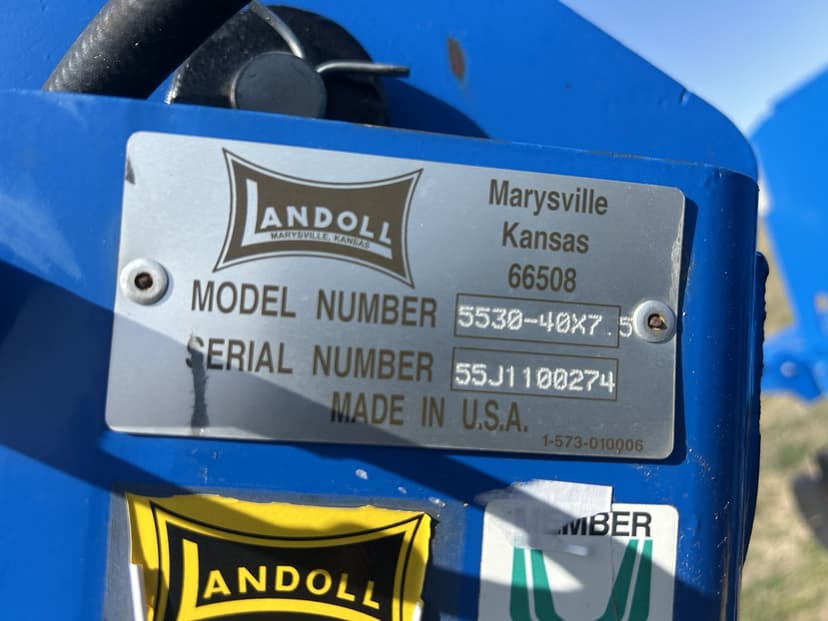 LANDOLL
MARYSVILLE, KANSAS
Marysville
Kansas
66508
MODEL NUMBER 5530-40X7.5
SERIAL NUMBER 55J1100274
MADE IN U.S.A.
1-573-010006
LANDOLL